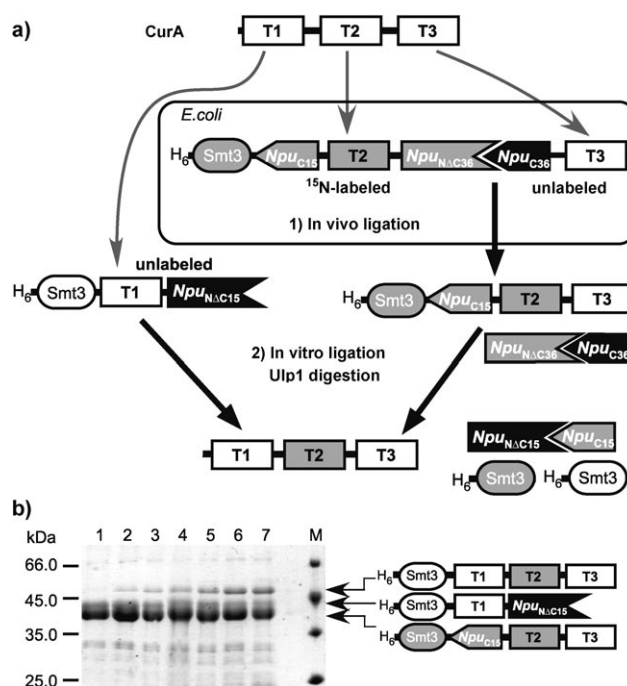 a)
CurA
T1 T2 T3
E.coli
H6 Smt3 NpuC15 T2 NpuNΔC36 NpuC36 T3
15N-labeled unlabeled
1) In vivo ligation
unlabeled
H6 Smt3 T1 NpuNΔC15
H6 Smt3 NpuC15 T2 T3
2) In vitro ligation
Ulp1 digestion
NpuNΔC36 NpuC36
T1 T2 T3
NpuNΔC15 NpuC15
H6 Smt3 H6 Smt3
b)
kDa 1 2 3 4 5 6 7 M
66.0
45.0
35.0
25.0
H6 Smt3 T1 T2 T3
H6 Smt3 T1 NpuNΔC15
H6 Smt3 NpuC15 T2 T3